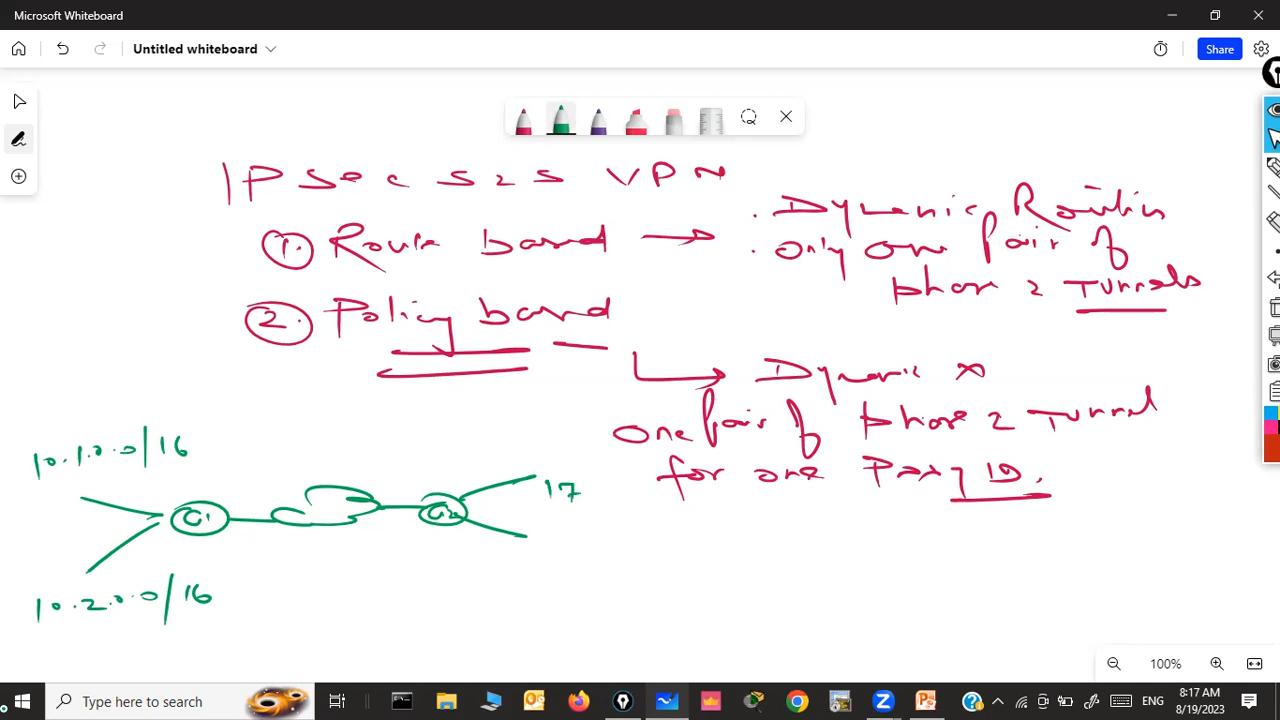 Microsoft Whiteboard
Untitled whiteboard
Share
IPsec S2S VPN
1. Route based → . Dynamic Routing
. Only one pair of
phase 2 Tunnels
2. Policy based
Dynamic x
One pair of phase 2 Tunnel
for one Proxy ID.
10.1.0.0/16
G1
G2
17
10.2.0.0/16
100%
Type here to search
ENG
8:17 AM
8/19/2023